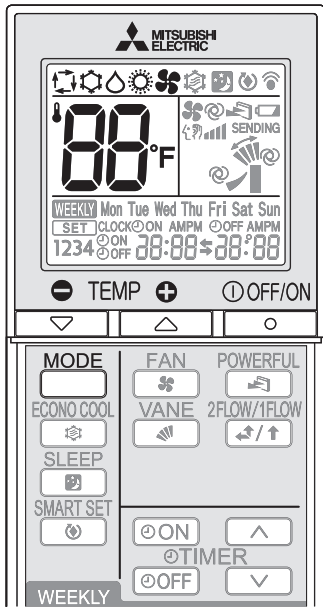 MITSUBISHI
ELECTRIC
88°F
SENDING
WEEKLY Mon Tue Wed Thu Fri Sat Sun
SET CLOCK ON AMPM OFF AMPM
1234 ON OFF 88:88 88:88
TEMP OFF/ON
MODE FAN POWERFUL
ECONO COOL VANE 2FLOW/1FLOW
SLEEP
SMART SET
ON
TIMER
OFF
WEEKLY